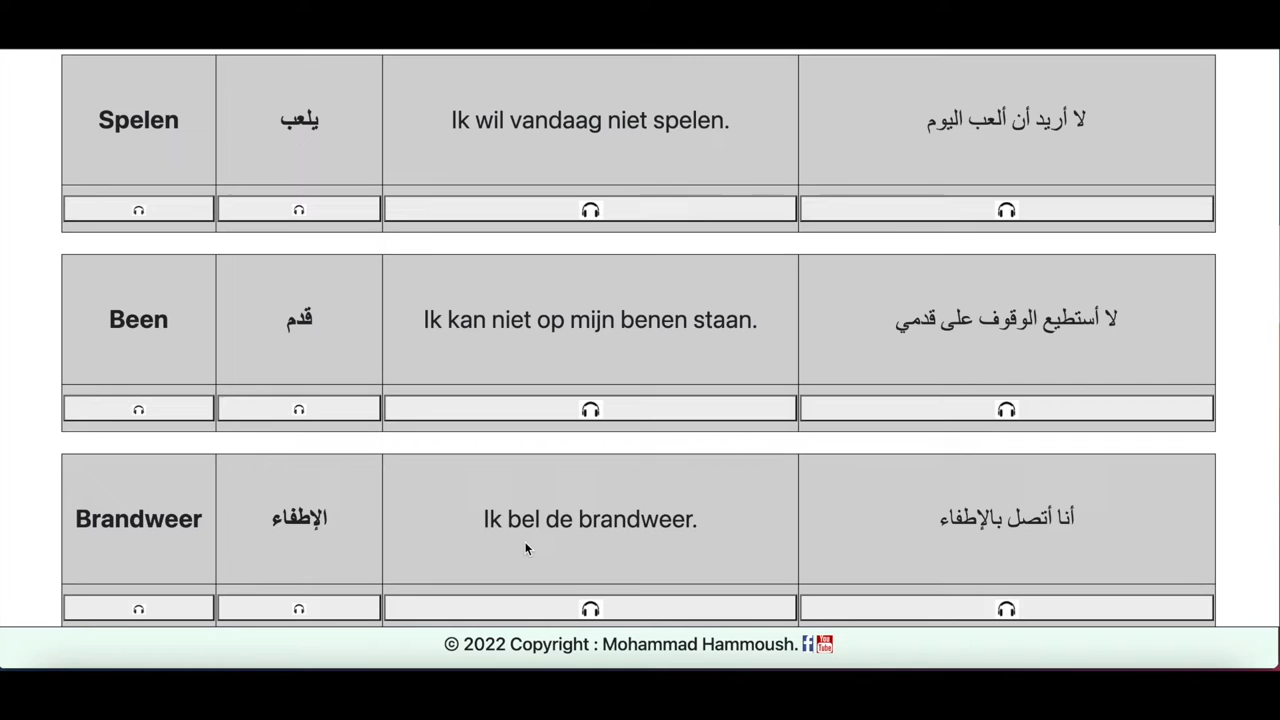 Spelen
يلعب
Ik wil vandaag niet spelen.
لا أريد أن ألعب اليوم
Been
قدم
Ik kan niet op mijn benen staan.
لا أستطيع الوقوف على قدمي
Brandweer
الإطفاء
Ik bel de brandweer.
أنا أتصل بالإطفاء
© 2022 Copyright : Mohammad Hammoush. f You Tube